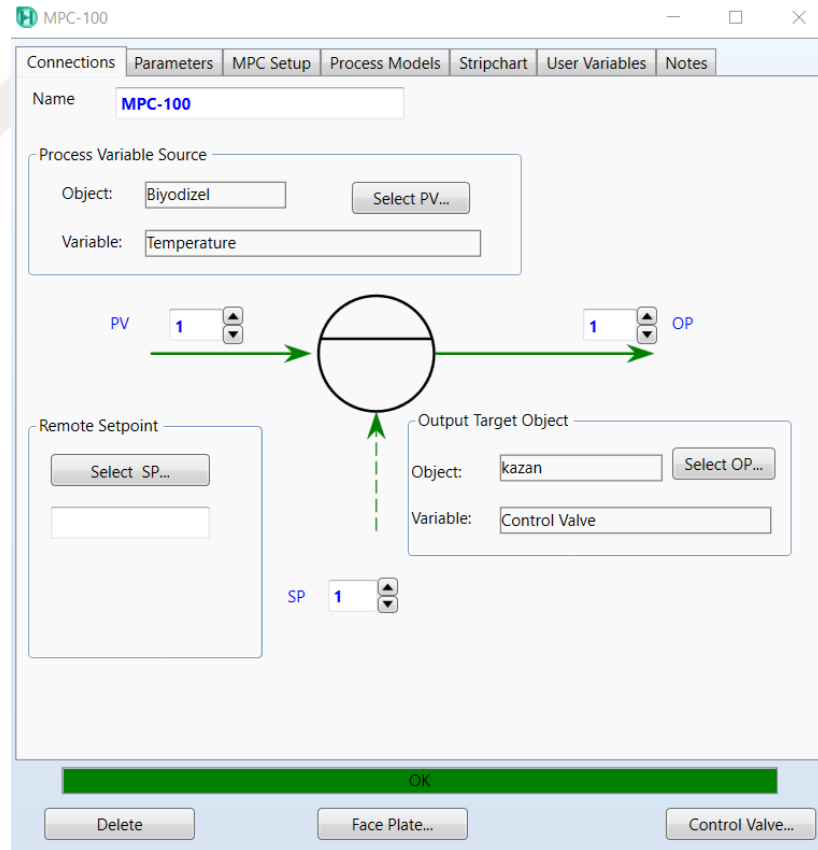 MPC-100
Connections Parameters MPC Setup Process Models Stripchart User Variables Notes
Name MPC-100
Process Variable Source
Object: Biyodizel Select PV...
Variable: Temperature
PV 1 1 OP
Remote Setpoint
Select SP...
Output Target Object
Object: kazan Select OP...
Variable: Control Valve
SP 1
OK
Delete Face Plate... Control Valve...